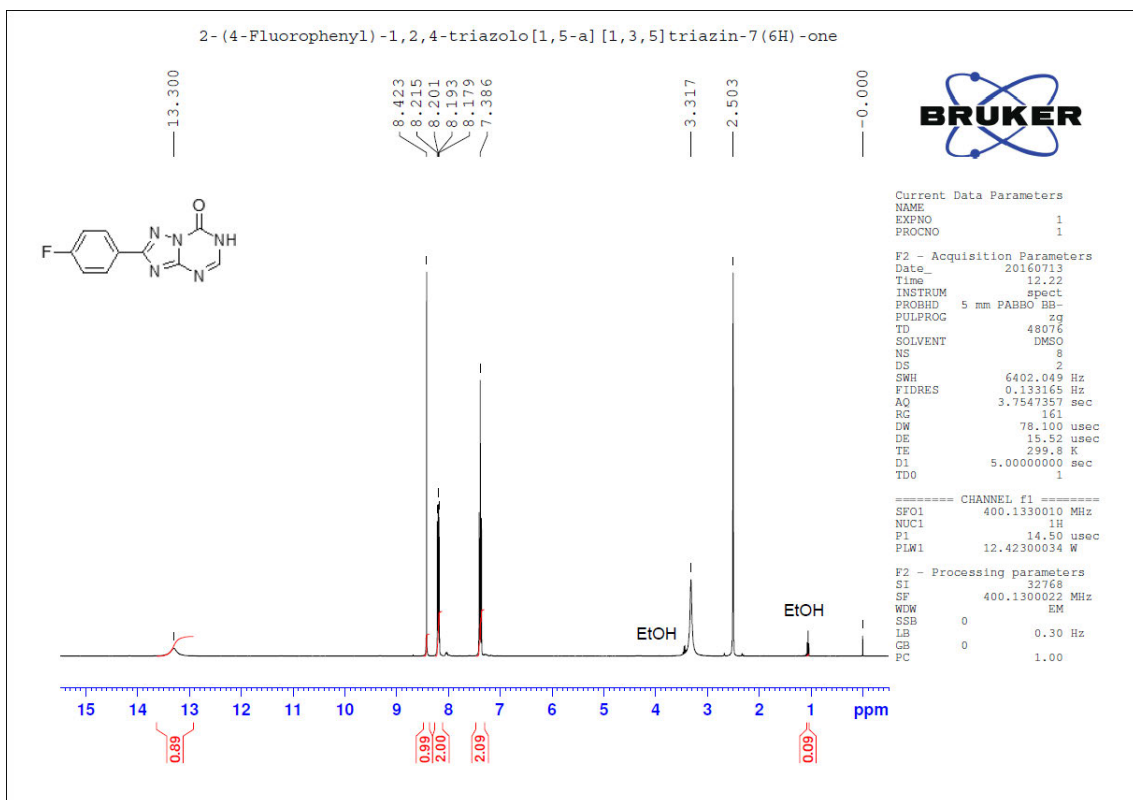 2-(4-Fluorophenyl)-1,2,4-triazolo[1,5-a][1,3,5]triazin-7(6H)-one
13.300
8.423
8.215
8.201
8.193
8.179
7.386
3.317
2.503
-0.000
BRUKER
O
F
N
N
NH
N
N
Current Data Parameters
NAME
EXPNO 1
PROCNO 1
F2 - Acquisition Parameters
Date_ 20160713
Time 12.22
INSTRUM spect
PROBHD 5 mm PABBO BB-
PULPROG zg
TD 48076
SOLVENT DMSO
NS 8
DS 2
SWH 6402.049 Hz
FIDRES 0.133165 Hz
AQ 3.7547357 sec
RG 161
DW 78.100 usec
DE 15.52 usec
TE 299.8 K
D1 5.00000000 sec
TD0 1
======== CHANNEL f1 ========
SFO1 400.1330010 MHz
NUC1 1H
P1 14.50 usec
PLW1 12.42300034 W
F2 - Processing parameters
SI 32768
SF 400.1300022 MHz
WDW EM
SSB 0
LB 0.30 Hz
GB 0
PC 1.00
EtOH
EtOH
15 14 13 12 11 10 9 8 7 6 5 4 3 2 1 ppm
0.89
0.99
2.00
2.09
0.09